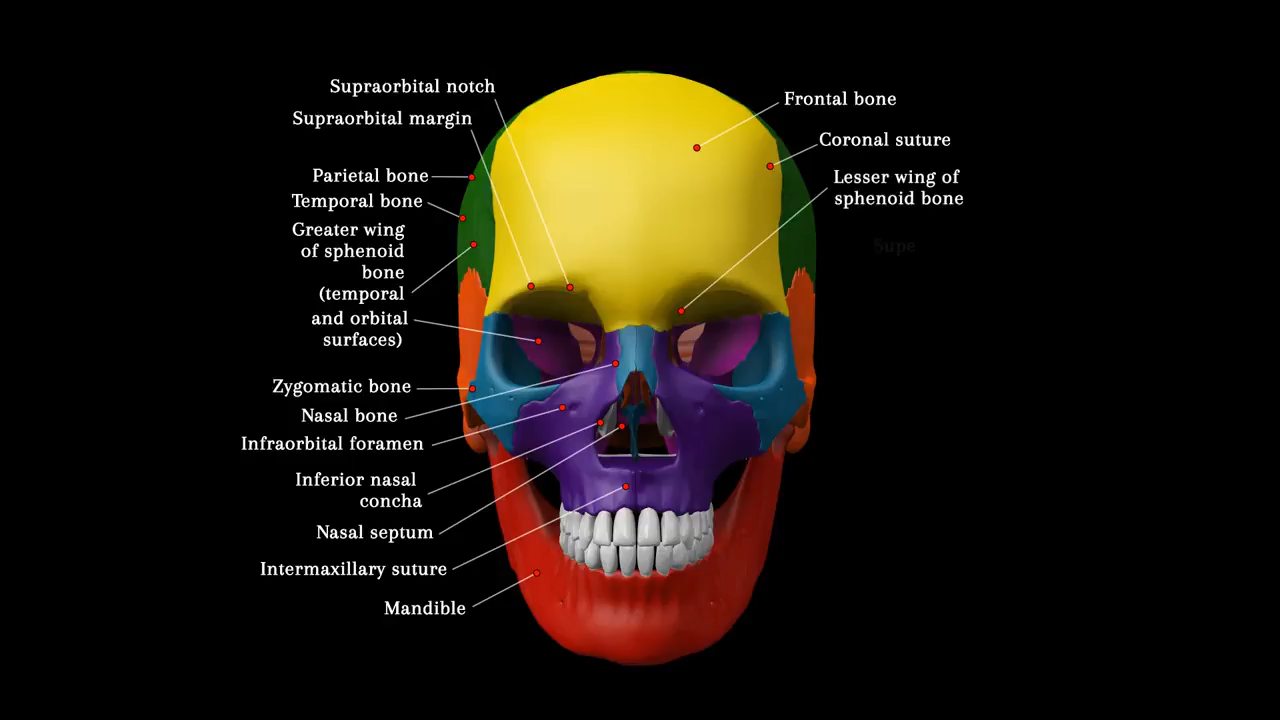 Supraorbital notch
Supraorbital margin
Parietal bone
Temporal bone
Greater wing
of sphenoid
bone
(temporal
and orbital
surfaces)
Zygomatic bone
Nasal bone
Infraorbital foramen
Inferior nasal
concha
Nasal septum
Intermaxillary suture
Mandible
Frontal bone
Coronal suture
Lesser wing of
sphenoid bone
Supe